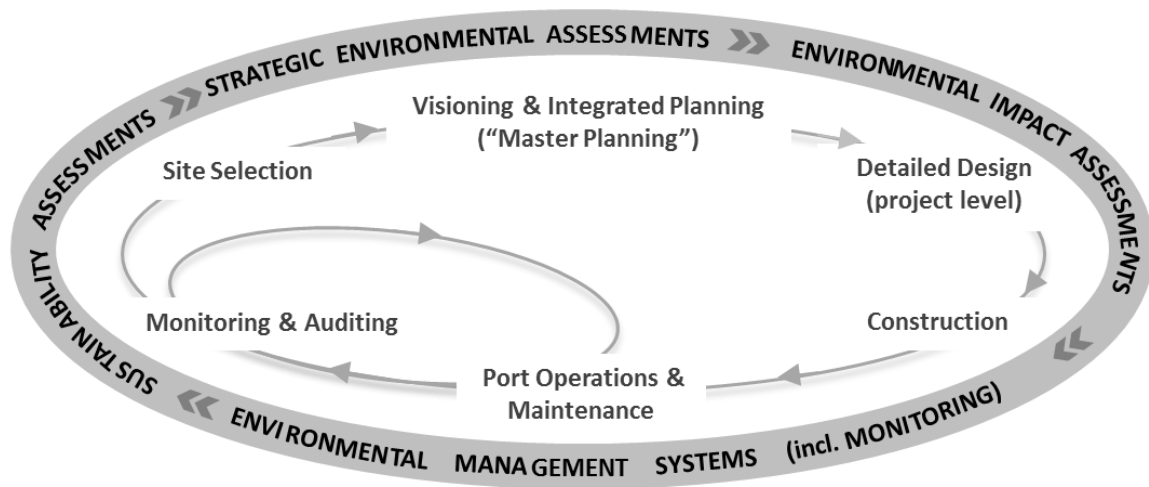 STRATEGIC ENVIRONMENTAL ASSESSMENTS
ENVIRONMENTAL IMPACT ASSESSMENTS
ENVIRONMENTAL MANAGEMENT SYSTEMS (incl. MONITORING)
SUSTAINABILITY ASSESSMENTS
Visioning & Integrated Planning
(“Master Planning”)
Site Selection
Detailed Design
(project level)
Monitoring & Auditing
Construction
Port Operations &
Maintenance